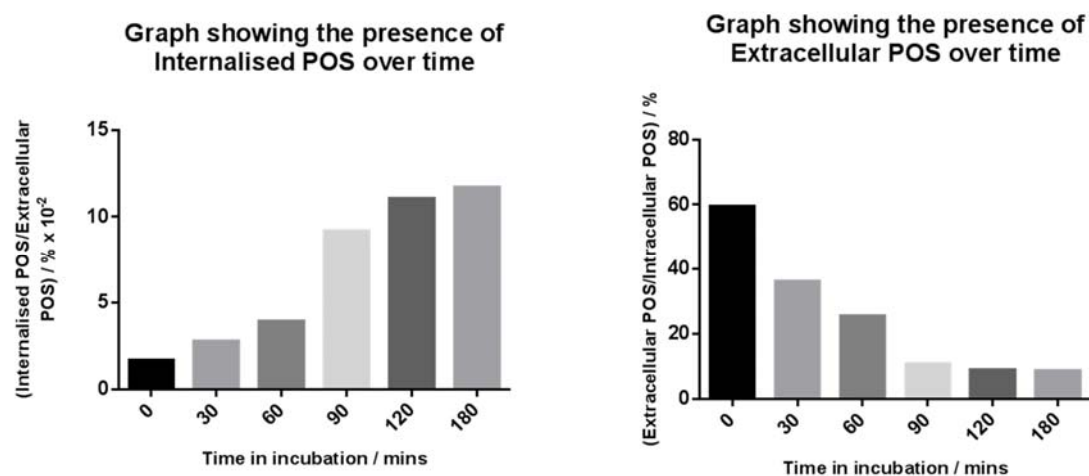 Graph showing the presence of
Internalised POS over time
(Internalised POS/Extracellular
POS) / % x 10-2
15
10
5
0
0
30
60
90
120
180
Time in incubation / mins
Graph showing the presence of
Extracellular POS over time
(Extracellular POS/Intracellular POS) / %
80
60
40
20
0
0
30
60
90
120
180
Time in incubation / mins